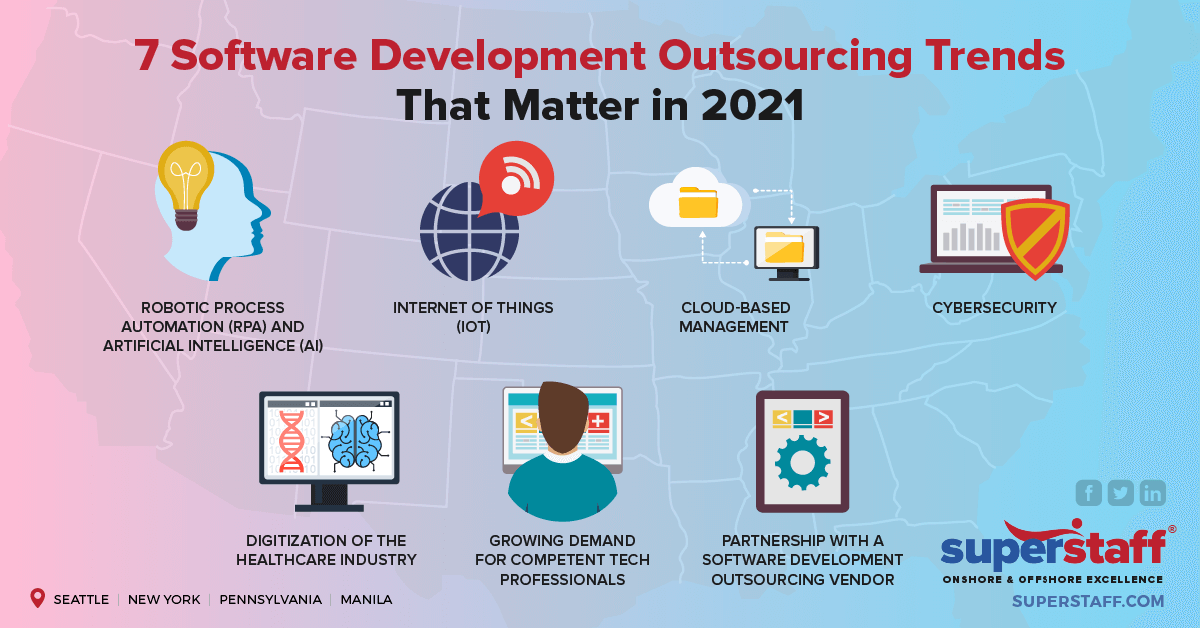 7 Software Development Outsourcing Trends
That Matter in 2021
ROBOTIC PROCESS
AUTOMATION (RPA) AND
ARTIFICIAL INTELLIGENCE (AI)
INTERNET OF THINGS
(IOT)
CLOUD-BASED
MANAGEMENT
CYBERSECURITY
DIGITIZATION OF THE
HEALTHCARE INDUSTRY
GROWING DEMAND
FOR COMPETENT TECH
PROFESSIONALS
PARTNERSHIP WITH A
SOFTWARE DEVELOPMENT
OUTSOURCING VENDOR
SEATTLE | NEW YORK | PENNSYLVANIA | MANILA
superstaff®
ONSHORE & OFFSHORE EXCELLENCE
SUPERSTAFF.COM